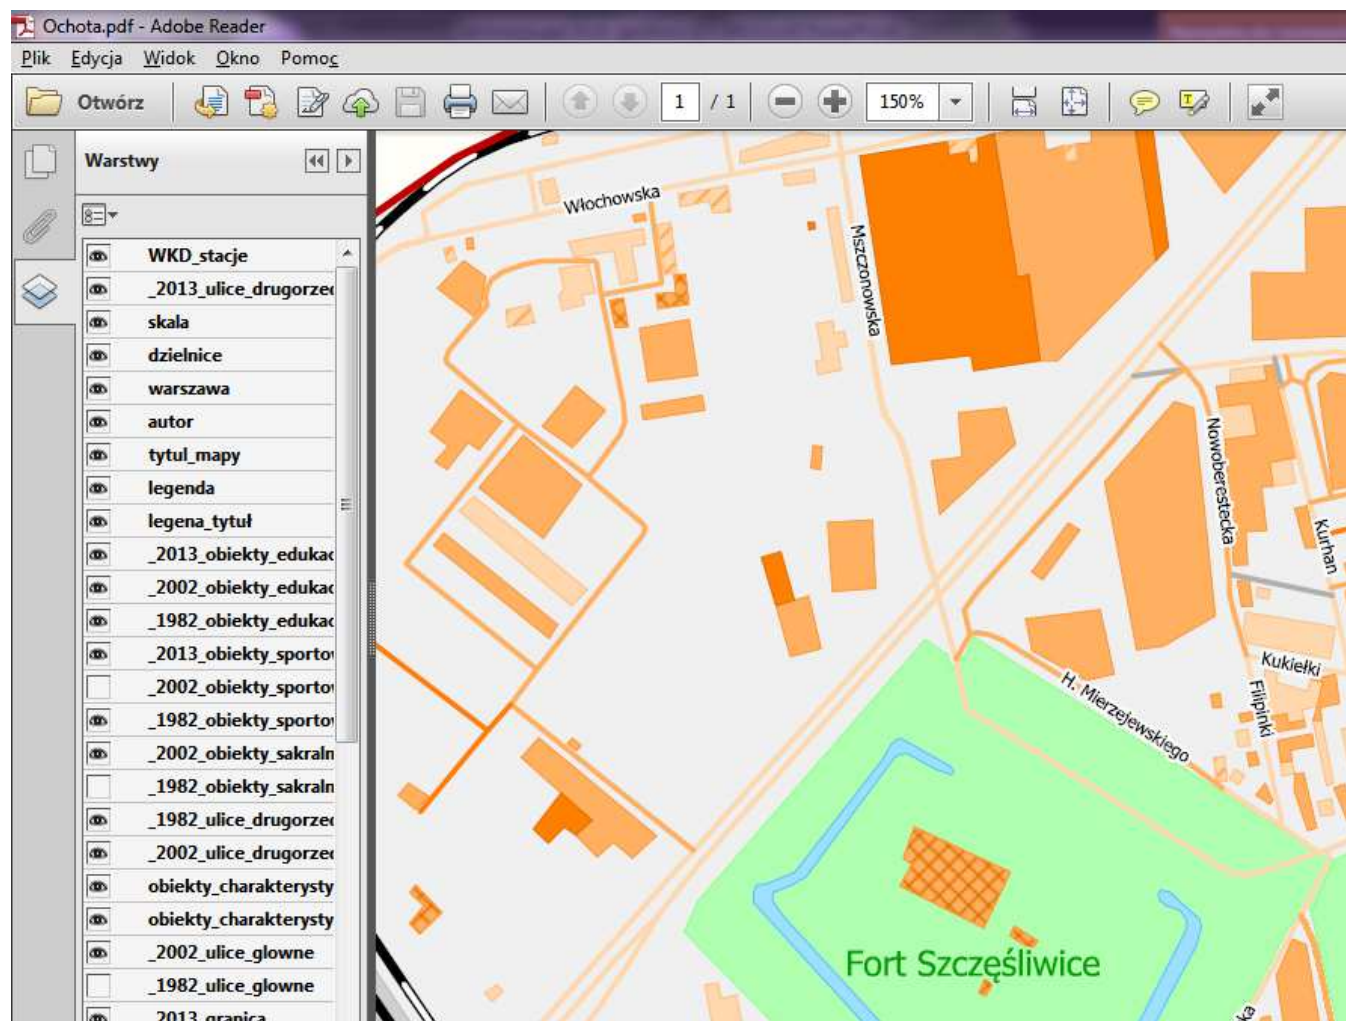 Ochota.pdf - Adobe Reader
Plik Edycja Widok Okno Pomoc
Otwórz 1 / 1 150%
Warstwy
WKD_stacje
_2013_ulice_drugorzęd
skala
dzielnice
warszawa
autor
tytul_mapy
legenda
legena_tytuł
_2013_obiekty_edukac
_2002_obiekty_edukac
_1982_obiekty_edukac
_2013_obiekty_sporto
_2002_obiekty_sporto
_1982_obiekty_sporto
_2002_obiekty_sakraln
_1982_obiekty_sakraln
_1982_ulice_drugorze
_2002_ulice_drugorze
obiekty_charakterysty
obiekty_charakterysty
_2002_ulice_glowne
_1982_ulice_glowne
_2013_granica
Włochowska
Mszczonowska
Nowoberestecka
Kurhan
Kukiełki
Filipinki
H. Mierzejewskiego
Fort Szczęśliwice
ka